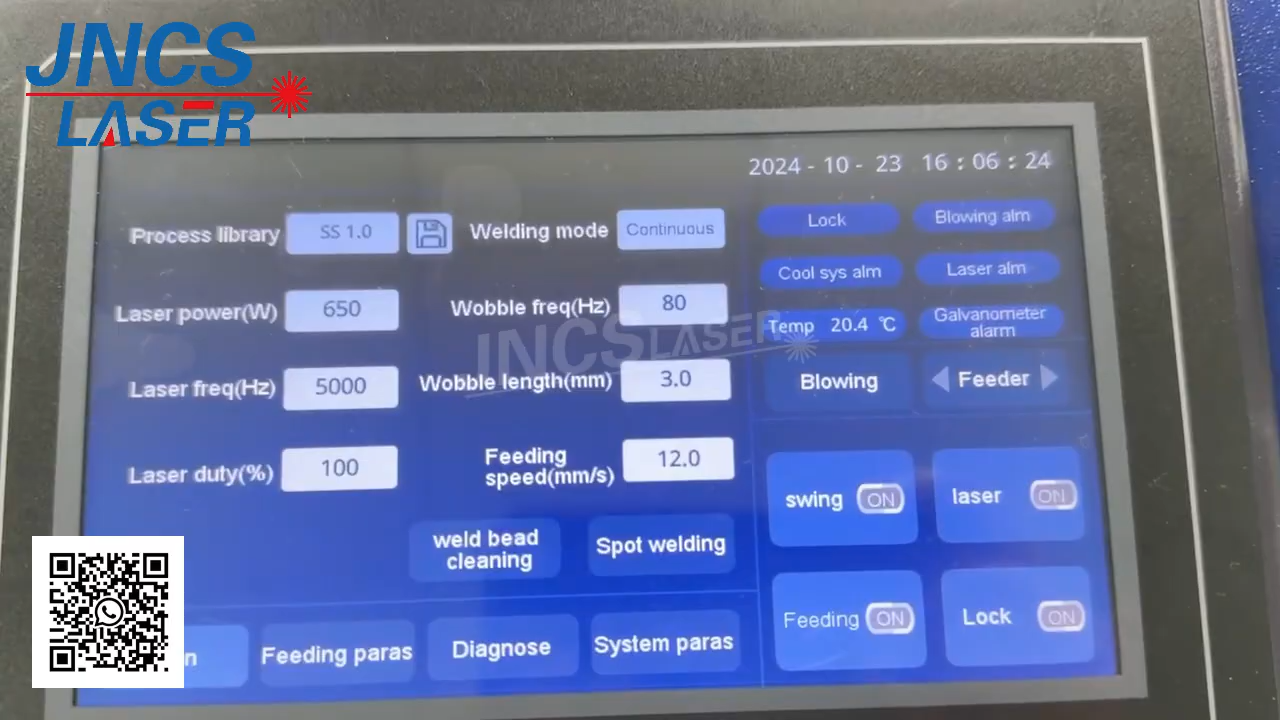 JNCS
LASER
2024 - 10 - 23 16 : 06 : 24
Process library SS 1.0
Welding mode Continuous
Lock
Blowing alm
Laser power(W) 650
Wobble freq(Hz) 80
Cool sys alm
Laser alm
Temp 20.4 ℃
Galvanometer
alarm
JNCS LASER
Laser freq(Hz) 5000
Wobble length(mm) 3.0
Blowing
Feeder
Laser duty(%) 100
Feeding
speed(mm/s) 12.0
swing ON
laser ON
weld bead
cleaning
Spot welding
Feeding ON
Lock ON
n
Feeding paras
Diagnose
System paras